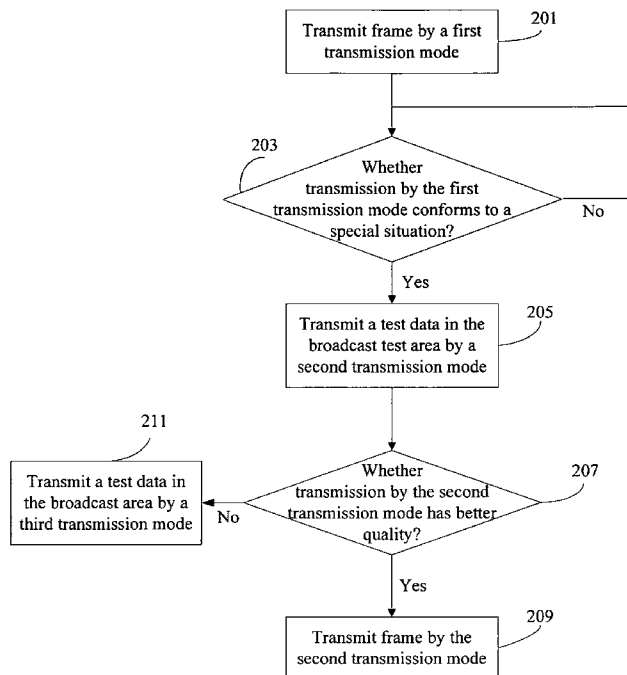 Transmit frame by a first
transmission mode
201
203
Whether
transmission by the first
transmission mode conforms to a
special situation?
No
Yes
Transmit a test data in the
broadcast test area by a
second transmission mode
205
211
Transmit a test data in
the broadcast area by a
third transmission mode
No
Whether
transmission by the second
transmission mode has better
quality?
207
Yes
Transmit frame by the
second transmission mode
209